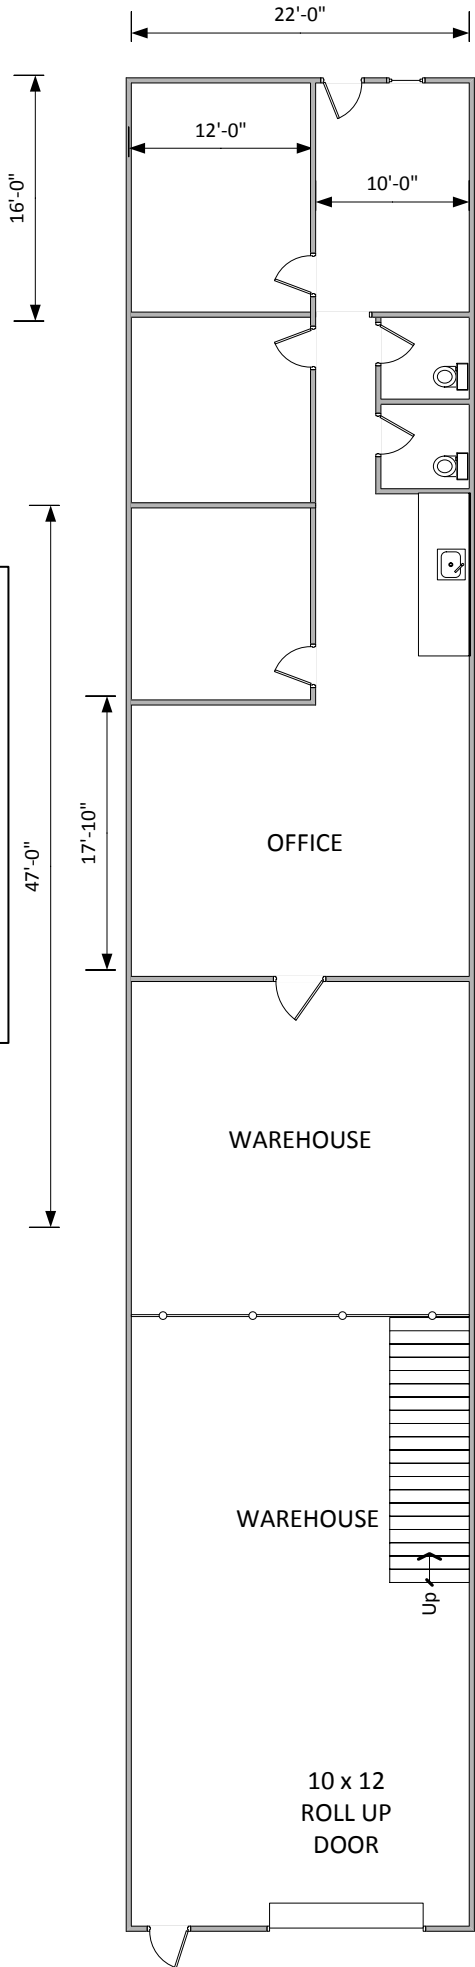 22'-0"
12'-0"
16'-0"
10'-0"
47'-0"
17'-10"
OFFICE
WAREHOUSE
WAREHOUSE
Up
10 x 12
ROLL UP
DOOR